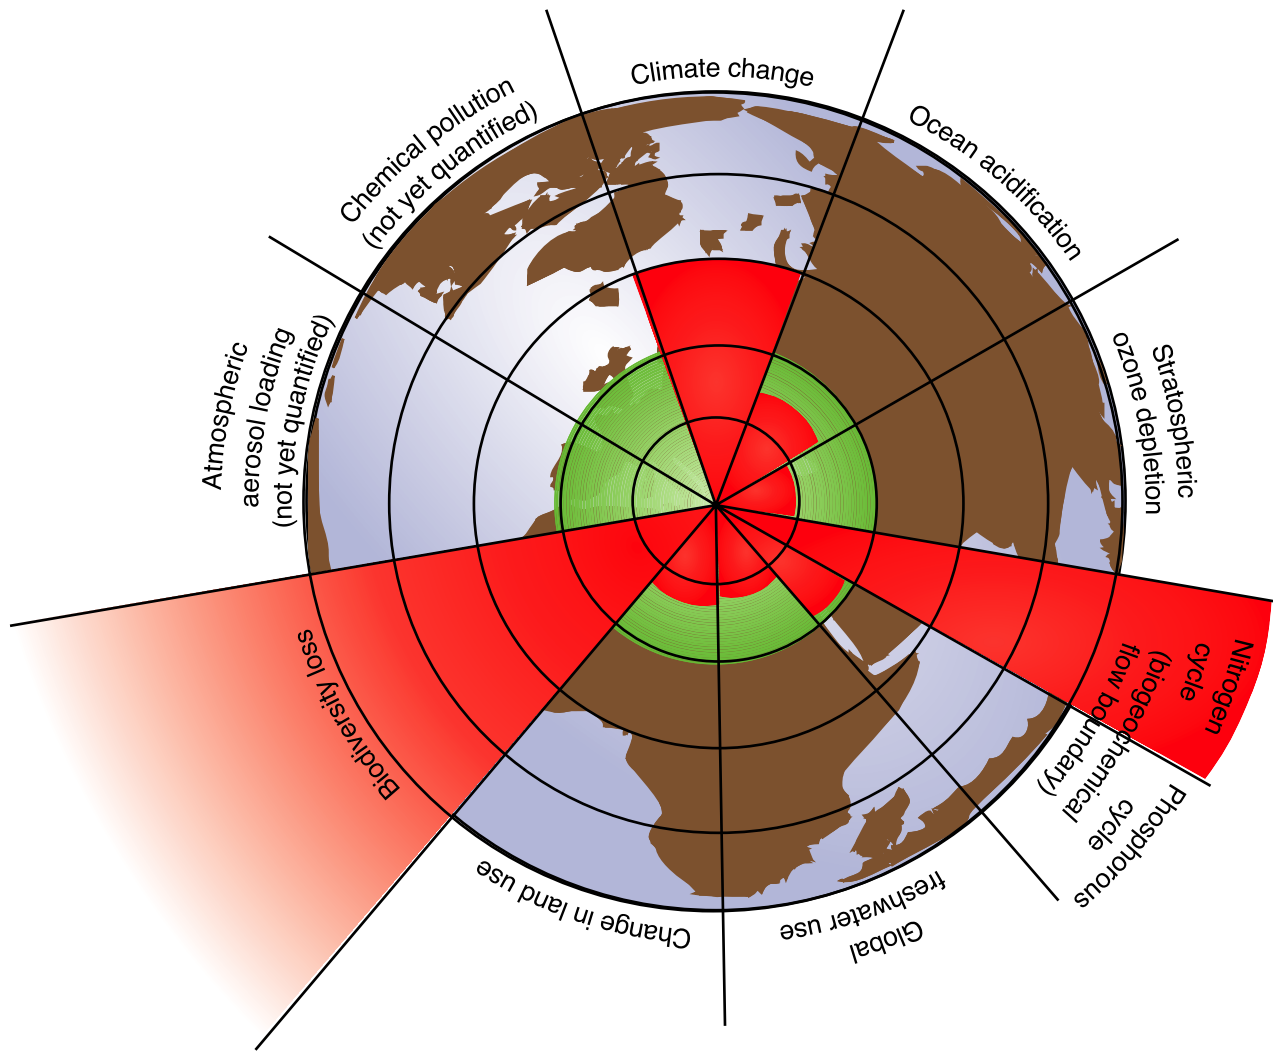 Climate change
Ocean acidification
Stratospheric
ozone depletion
Nitrogen
cycle
(biogeochemical
flow boundary)
Phosphorous
cycle
Global
freshwater use
Change in land use
Biodiversity loss
Atmospheric
aerosol loading
(not yet quantified)
Chemical pollution
(not yet quantified)